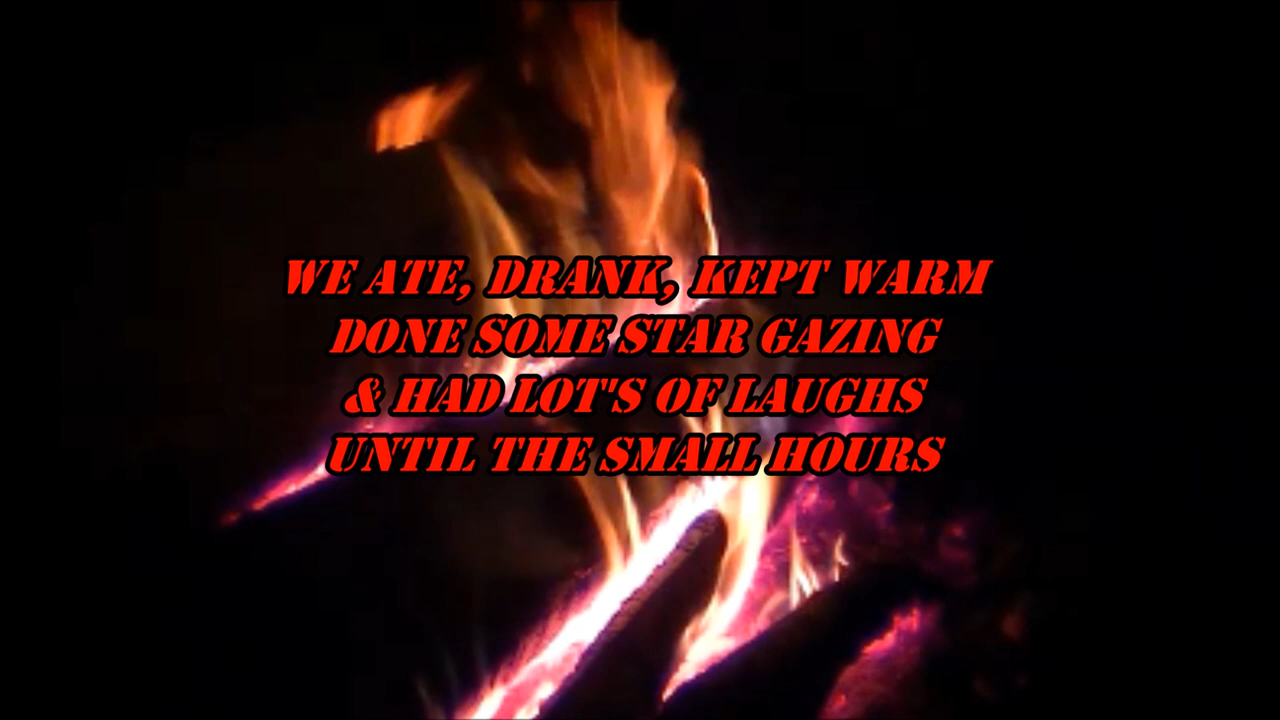 WE ATE, DRANK, KEPT WARM
DONE SOME STAR GAZING
& HAD LOT'S OF LAUGHS
UNTIL THE SMALL HOURS